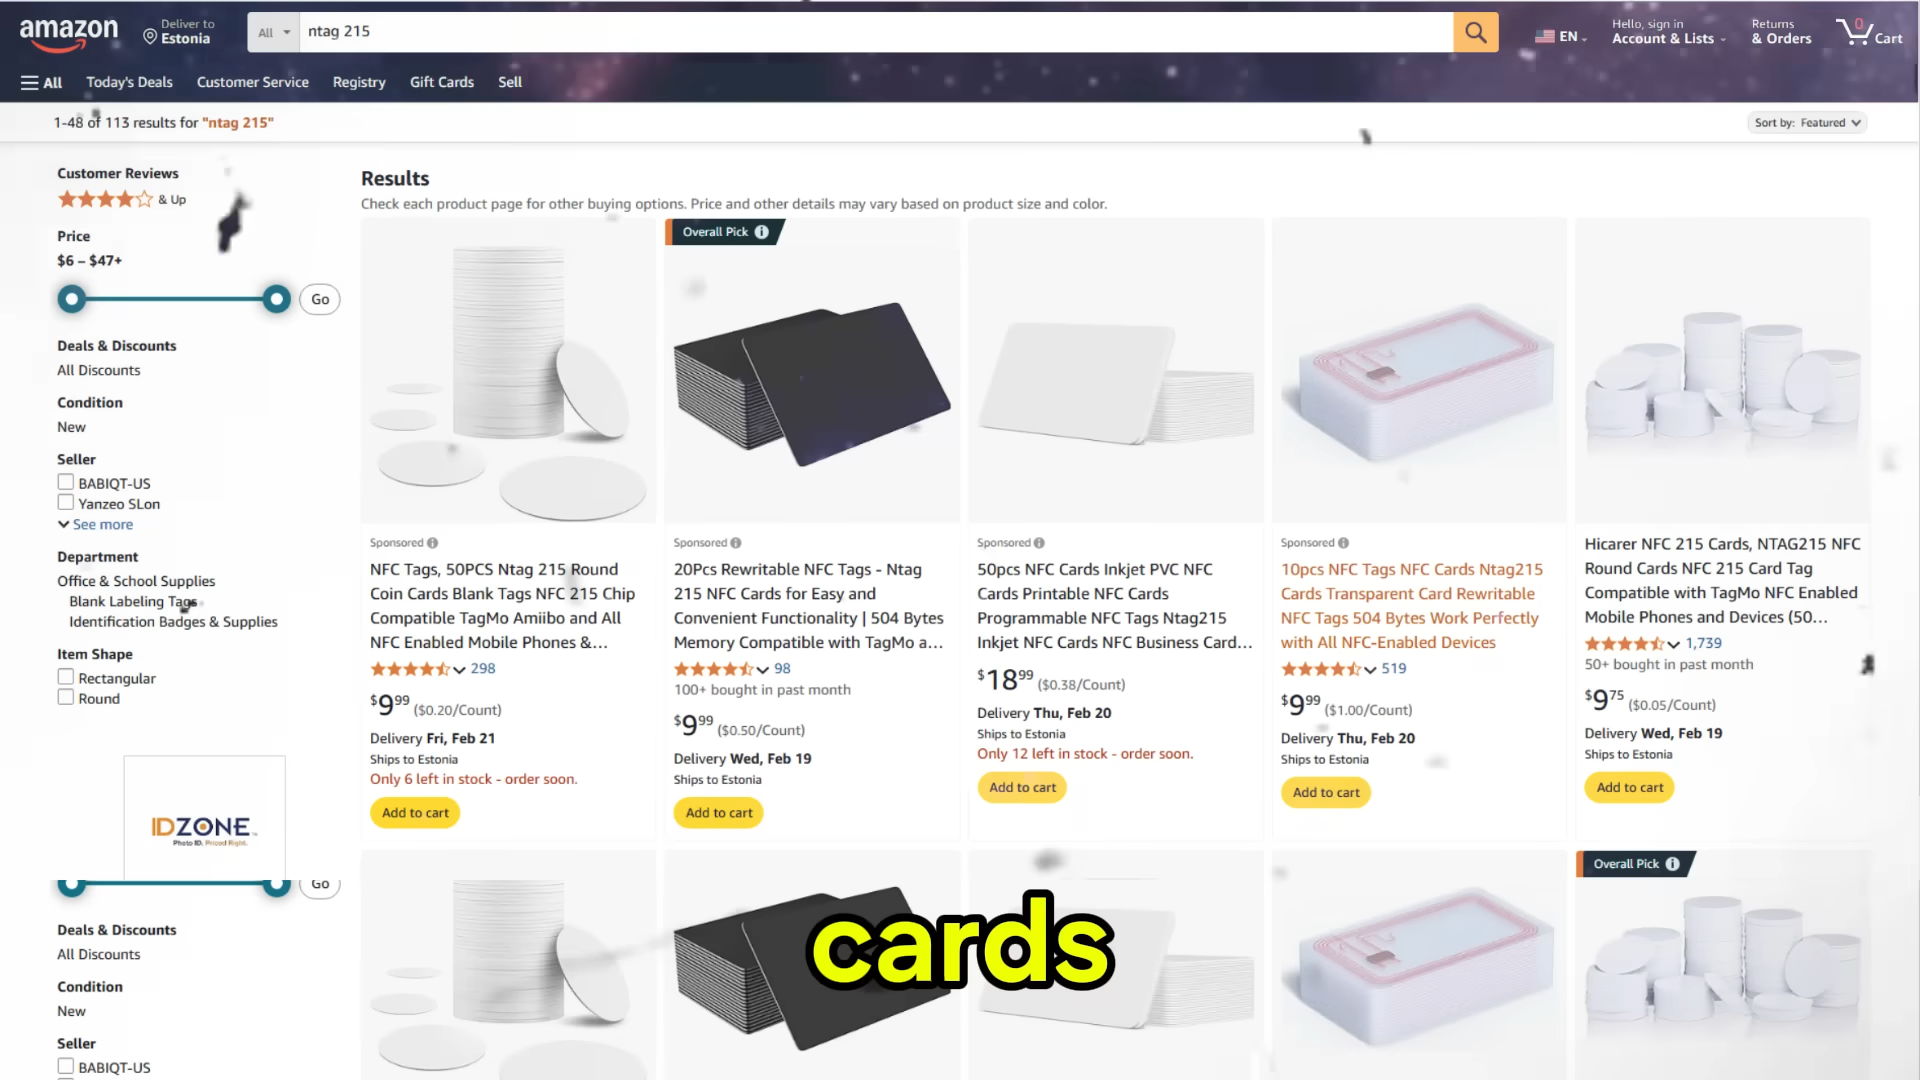 amazon
Deliver to
Estonia
All
ntag 215
EN
Hello, sign in
Account & Lists
Returns
& Orders
0
Cart
All
Today's Deals
Customer Service
Registry
Gift Cards
Sell
1-48 of 113 results for "ntag 215"
Sort by: Featured
Customer Reviews
& Up
Price
$6 – $47+
Go
Deals & Discounts
All Discounts
Condition
New
Seller
BABIQT-US
Yanzeo SLon
See more
Department
Office & School Supplies
Blank Labeling Tags
Identification Badges & Supplies
Item Shape
Rectangular
Round
IDZONE
Photo ID. Priced Right.
Go
Deals & Discounts
All Discounts
Condition
New
Seller
BABIQT-US
Results
Check each product page for other buying options. Price and other details may vary based on product size and color.
Sponsored
NFC Tags, 50PCS Ntag 215 Round
Coin Cards Blank Tags NFC 215 Chip
Compatible TagMo Amiibo and All
NFC Enabled Mobile Phones &...
298
$999 ($0.20/Count)
Delivery Fri, Feb 21
Ships to Estonia
Only 6 left in stock - order soon.
Add to cart
Overall Pick
Sponsored
20Pcs Rewritable NFC Tags - Ntag
215 NFC Cards for Easy and
Convenient Functionality | 504 Bytes
Memory Compatible with TagMo a...
98
100+ bought in past month
$999 ($0.50/Count)
Delivery Wed, Feb 19
Ships to Estonia
Add to cart
Sponsored
50pcs NFC Cards Inkjet PVC NFC
Cards Printable NFC Cards
Programmable NFC Tags Ntag215
Inkjet NFC Cards NFC Business Card...
$1899 ($0.38/Count)
Delivery Thu, Feb 20
Ships to Estonia
Only 12 left in stock - order soon.
Add to cart
Sponsored
10pcs NFC Tags NFC Cards Ntag215
Cards Transparent Card Rewritable
NFC Tags 504 Bytes Work Perfectly
with All NFC-Enabled Devices
519
$999 ($1.00/Count)
Delivery Thu, Feb 20
Ships to Estonia
Add to cart
Hicarer NFC 215 Cards, NTAG215 NFC
Round Cards NFC 215 Card Tag
Compatible with TagMo NFC Enabled
Mobile Phones and Devices (50...
1,739
50+ bought in past month
$975 ($0.05/Count)
Delivery Wed, Feb 19
Ships to Estonia
Add to cart
Overall Pick
cards